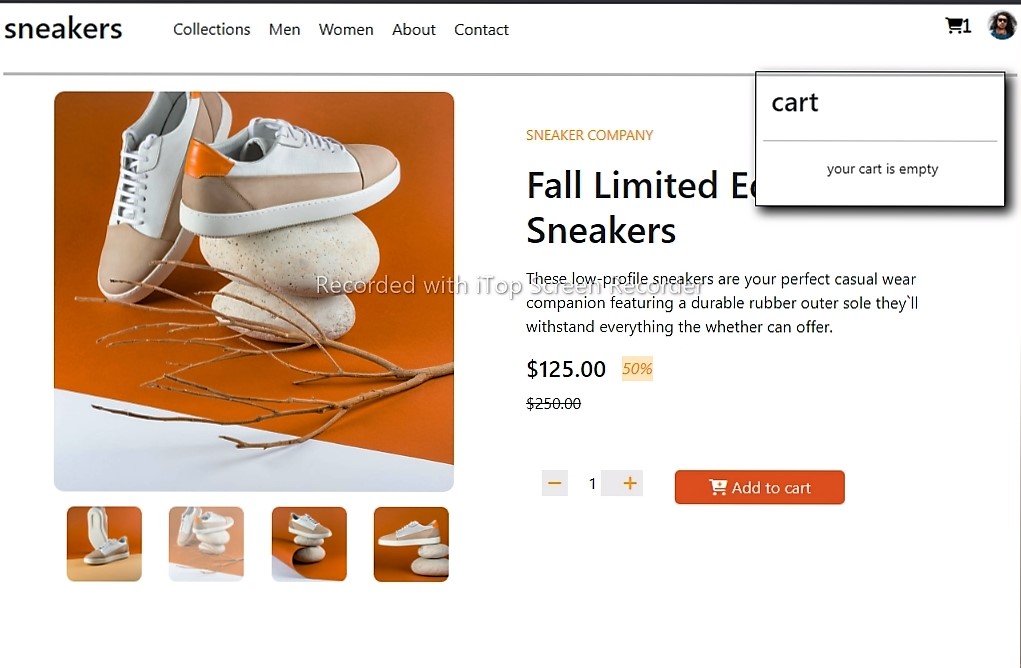 sneakers
Collections Men Women About Contact
1
cart
your cart is empty
SNEAKER COMPANY
Fall Limited
Sneakers
Recorded with iTop Screen Recorder
These low-profile sneakers are your perfect casual wear
companion featuring a durable rubber outer sole they`ll
withstand everything the whether can offer.
$125.00 50%
$250.00
− 1 + Add to cart